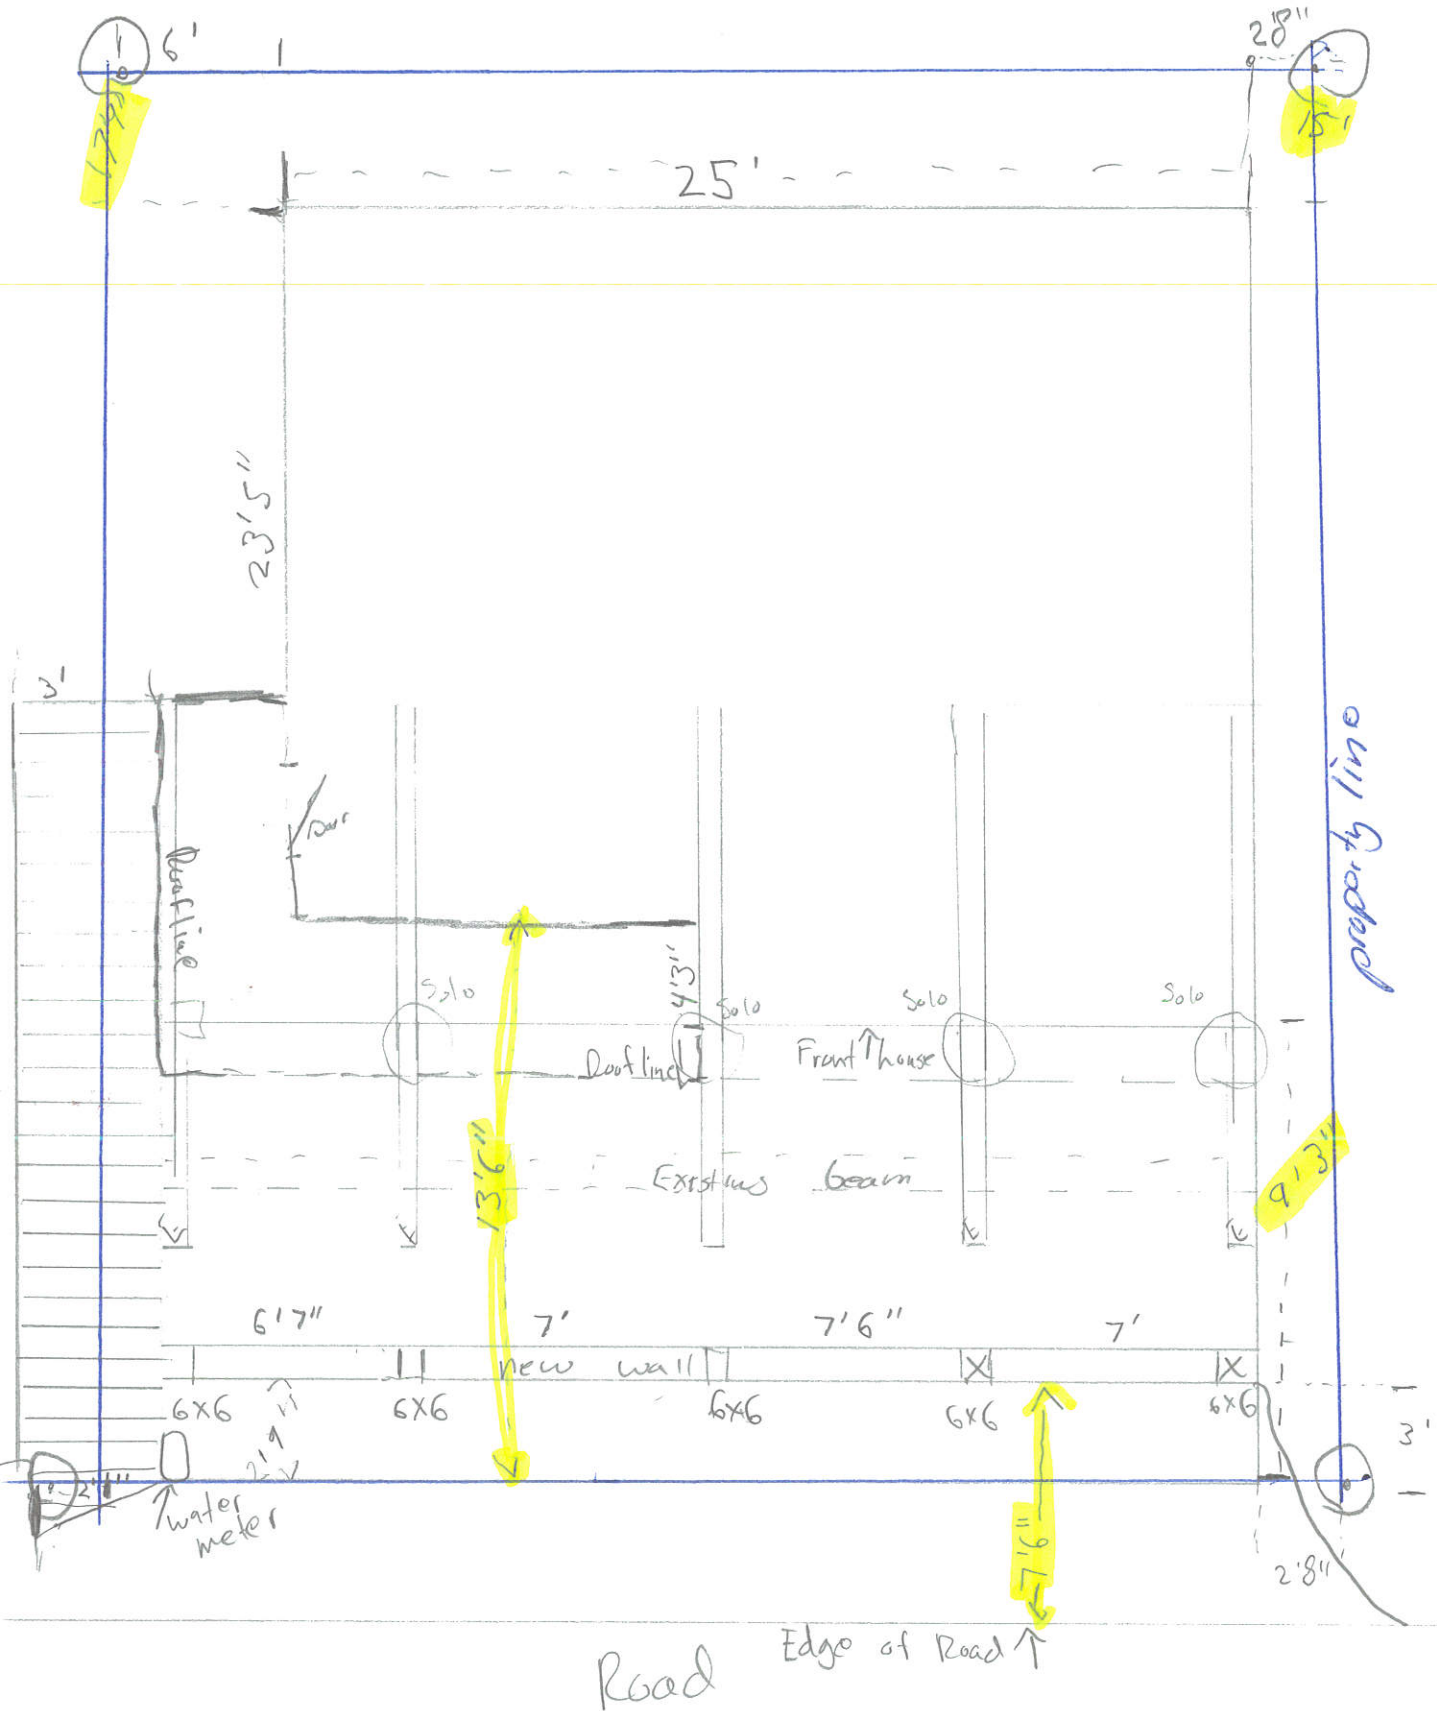 6'
2'8"
15'
25'
23'5"
3'
Door
Roofline
property line
Solo
4'3"
Solo
Solo
Solo
Roofline
Front house
13'6"
Existing beam
9'3"
6'7"
7'
7'6"
7'
new wall
6x6
6x6
6x6
6x6
6x6
2'9"
3'
water
meter
7'6"
2'8"
Edge of Road
Road